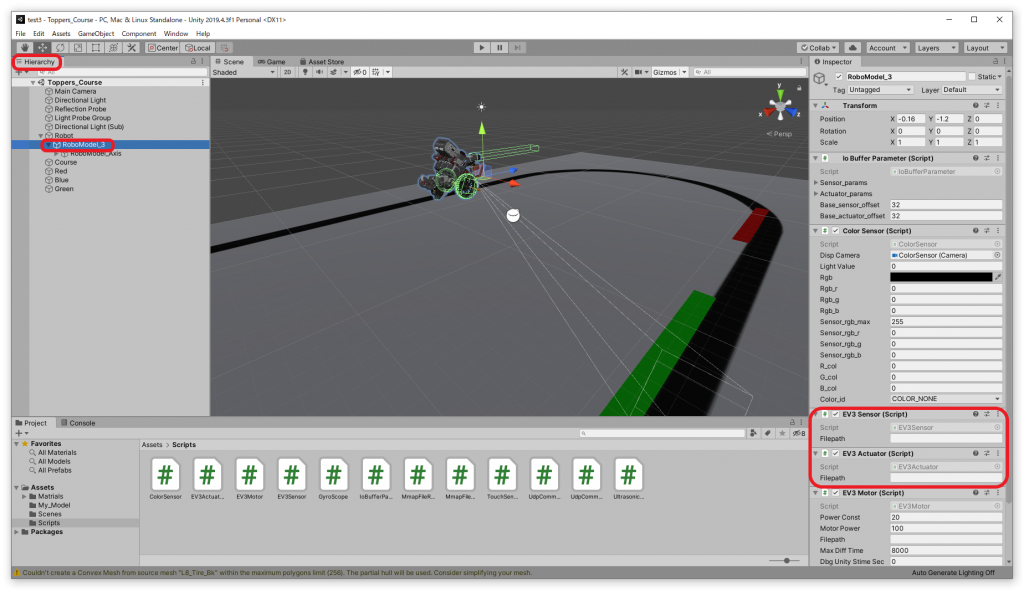 test3 - Toppers_Course - PC, Mac & Linux Standalone - Unity 2019.4.3f1 Personal <DX11>
File Edit Assets GameObject Component Window Help
Center Local Collab Account Layers Layout
Hierarchy
All
Toppers_Course
Main Camera
Directional Light
Reflection Probe
Light Probe Group
Directional Light (Sub)
Robot
RoboModel_3
RoboModel_Axis
Course
Red
Blue
Green
Scene Game Asset Store
Shaded 2D 0 Gizmos All
y
x z
Persp
Inspector
RoboModel_3 Static
Tag Untagged Layer Default
Transform
Position X -0.16 Y -1.2 Z 0
Rotation X 0 Y 0 Z 0
Scale X 1 Y 1 Z 1
Io Buffer Parameter (Script)
Script IoBufferParameter
Sensor_params
Actuator_params
Base_sensor_offset 32
Base_actuator_offset 32
Color Sensor (Script)
Script ColorSensor
Disp Camera ColorSensor (Camera)
Light Value 0
Rgb
Rgb_r 0
Rgb_g 0
Rgb_b 0
Sensor_rgb_max 255
Sensor_rgb_r 0
Sensor_rgb_g 0
Sensor_rgb_b 0
R_col 0
G_col 0
B_col 0
Color_id COLOR_NONE
EV3 Sensor (Script)
Script EV3Sensor
Filepath
EV3 Actuator (Script)
Script EV3Actuator
Filepath
EV3 Motor (Script)
Script EV3Motor
Power Const 20
Motor Power 100
Filepath
Max Diff Time 8000
Dbg Unity Stime Sec 0
Project Console
8
Favorites
All Materials
All Models
All Prefabs
Assets
Matrials
My_Model
Scenes
Scripts
Packages
Assets > Scripts
ColorSensor EV3Actuat... EV3Motor EV3Sensor GyroScope IoBufferPa... MmapFileR... MmapFile... TouchSen... UdpComm... UdpComm... Ultrasonic...
Couldn't create a Convex Mesh from source mesh "L8_Tire_Bk" within the maximum polygons limit (256). The partial hull will be used. Consider simplifying your mesh.
Auto Generate Lighting Off